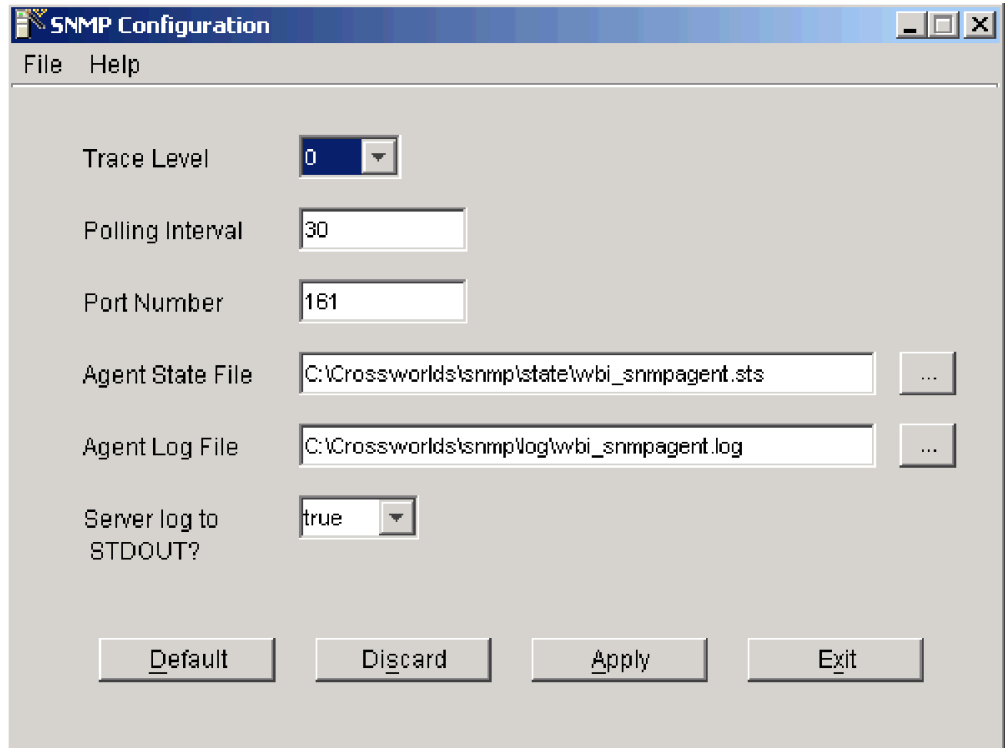 SNMP Configuration
File Help
Trace Level 0
Polling Interval 30
Port Number 161
Agent State File C:\Crossworlds\snmp\state\wbi_snmpagent.sts ...
Agent Log File C:\Crossworlds\snmp\log\wbi_snmpagent.log ...
Server log to true
STDOUT?
Default Discard Apply Exit